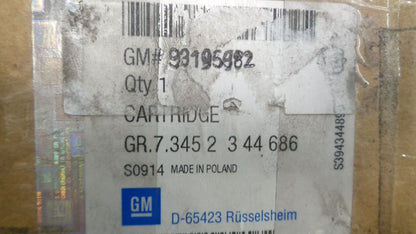 GM# 93195982
Qty 1
CARTRIDGE
GR.7.345 2 3 44 686
S0914 MADE IN POLAND
GM
D-65423 Rüsselsheim